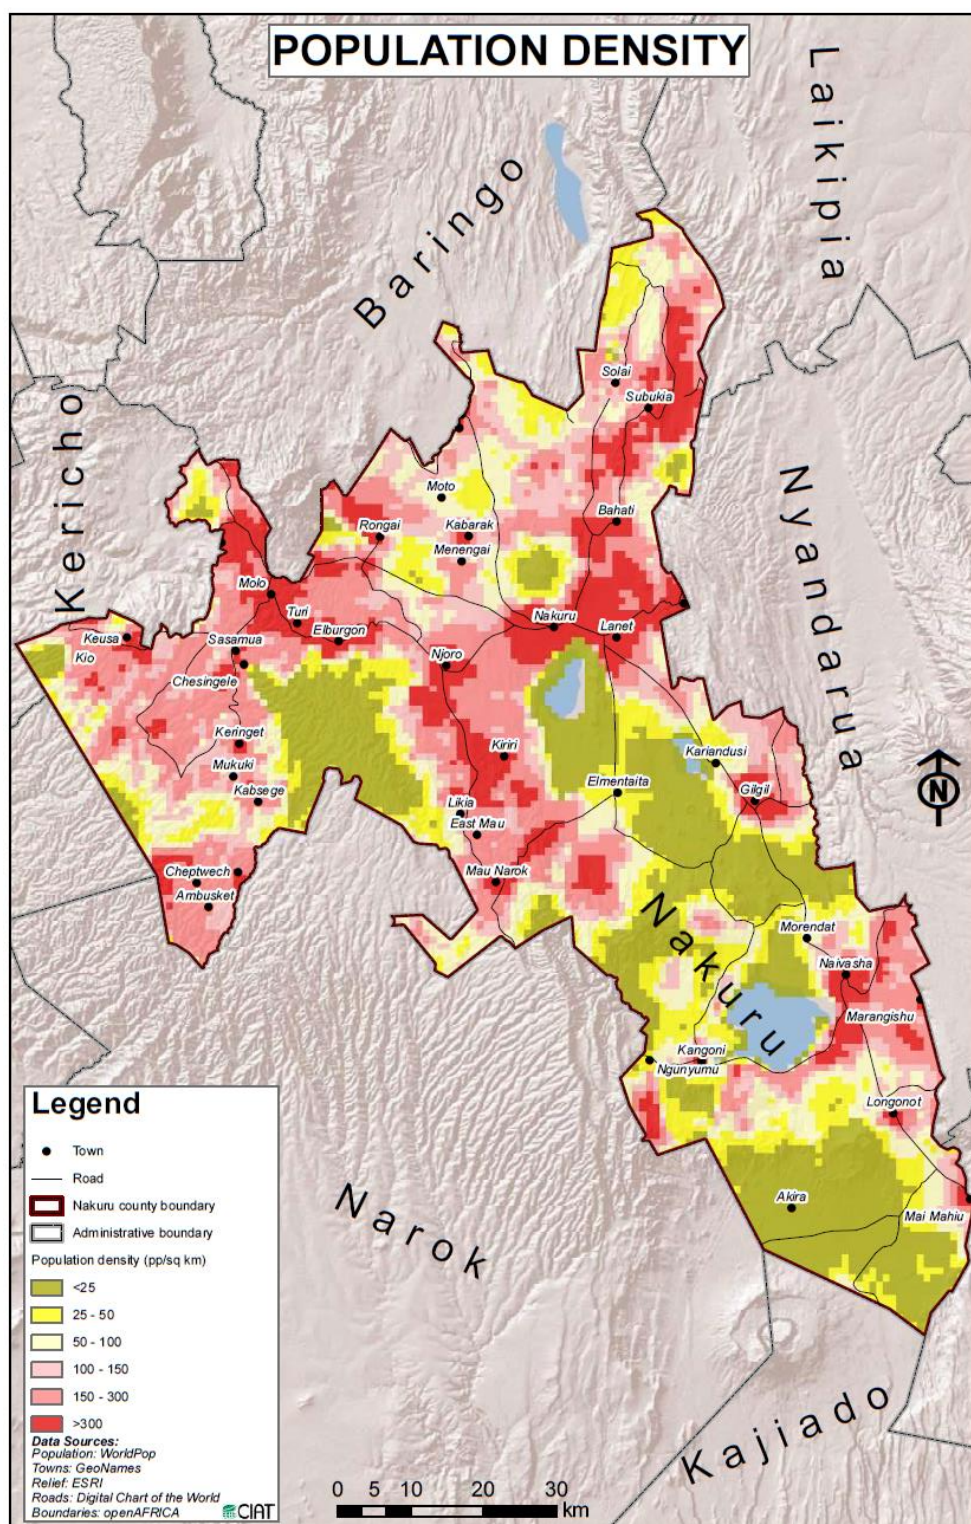 POPULATION DENSITY
Laikipia
Baringo
Kericho
Nyandarua
Solai
Subukia
Moto
Rongai
Kabarak
Bahati
Menengai
Molo
Turi
Elburgon
Nakuru
Lanet
Keusa
Kio
Sasamua
Njoro
Chesingele
Keringet
Kiriri
Kariandusi
Mukuki
Kabsege
Elmentaita
Gilgil
N
Likia
East Mau
Cheptwech
Mau Narok
Ambusket
Nakuru
Morendat
Naivasha
Marangishu
Kangoni
Ngunyumu
Longonot
Akira
Mai Mahiu
Narok
Kajiado
Legend
Town
Road
Nakuru county boundary
Administrative boundary
Population density (pp/sq km)
<25
25 - 50
50 - 100
100 - 150
150 - 300
>300
Data Sources:
Population: WorldPop
Towns: GeoNames
Relief: ESRI
Roads: Digital Chart of the World
Boundaries: openAFRICA
CIAT
0 5 10 20 30
km